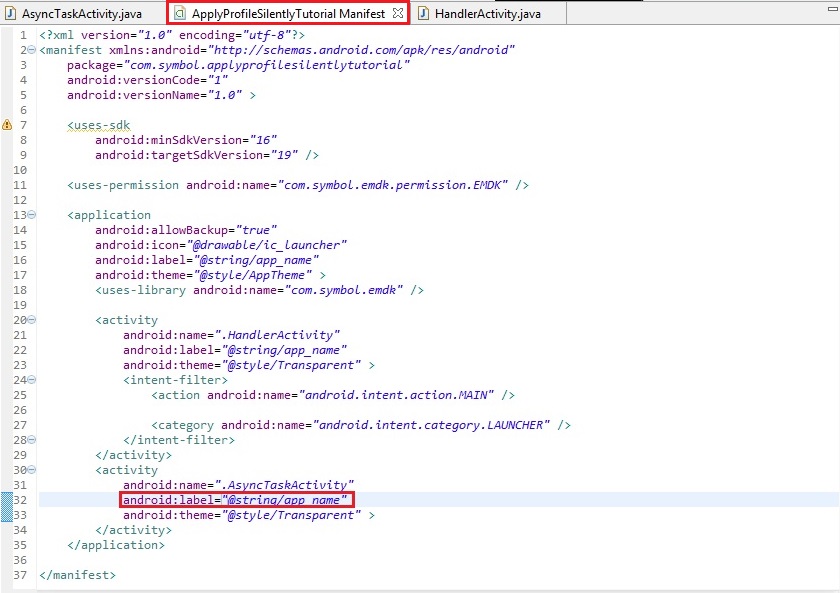 AsyncTaskActivity.java ApplyProfileSilentlyTutorial Manifest HandlerActivity.java
1 <?xml version="1.0" encoding="utf-8"?>
2 <manifest xmlns:android="http://schemas.android.com/apk/res/android"
3 package="com.symbol.applyprofilesilentlytutorial"
4 android:versionCode="1"
5 android:versionName="1.0" >
6
7 <uses-sdk
8 android:minSdkVersion="16"
9 android:targetSdkVersion="19" />
10
11 <uses-permission android:name="com.symbol.emdk.permission.EMDK" />
12
13 <application
14 android:allowBackup="true"
15 android:icon="@drawable/ic_launcher"
16 android:label="@string/app_name"
17 android:theme="@style/AppTheme" >
18 <uses-library android:name="com.symbol.emdk" />
19
20 <activity
21 android:name=".HandlerActivity"
22 android:label="@string/app_name"
23 android:theme="@style/Transparent" >
24 <intent-filter>
25 <action android:name="android.intent.action.MAIN" />
26
27 <category android:name="android.intent.category.LAUNCHER" />
28 </intent-filter>
29 </activity>
30 <activity
31 android:name=".AsyncTaskActivity"
32 android:label="@string/app_name"
33 android:theme="@style/Transparent" >
34 </activity>
35 </application>
36
37 </manifest>